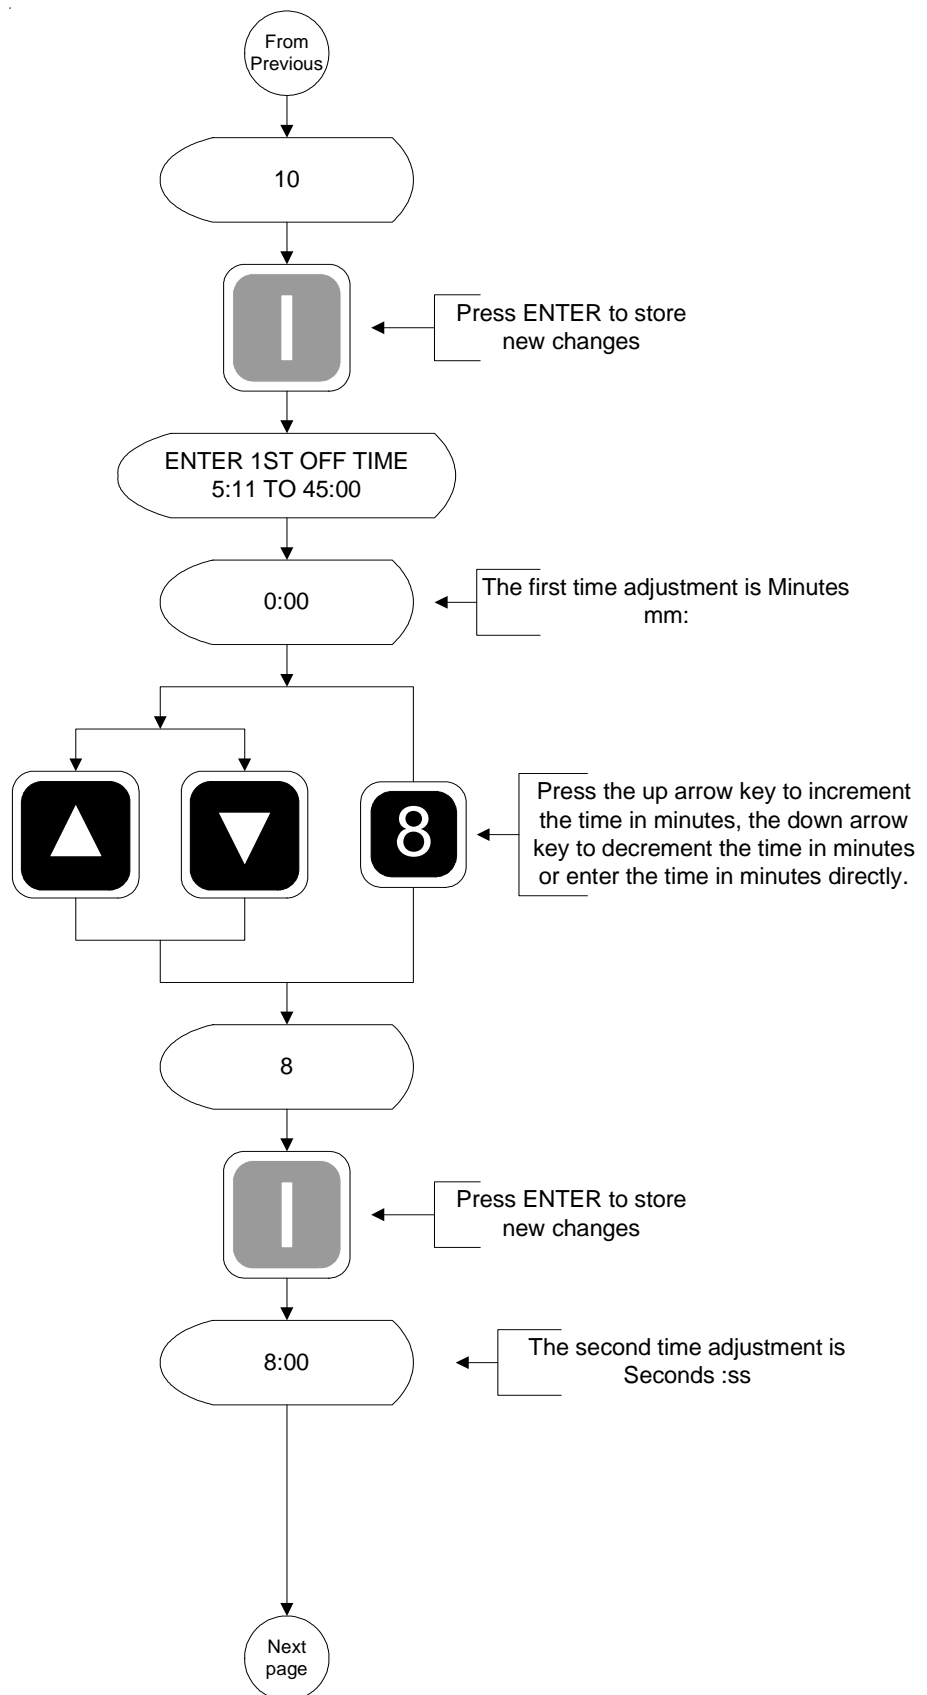 From
Previous
10
Press ENTER to store
new changes
ENTER 1ST OFF TIME
5:11 TO 45:00
0:00
The first time adjustment is Minutes
mm:
8
Press the up arrow key to increment
the time in minutes, the down arrow
key to decrement the time in minutes
or enter the time in minutes directly.
8
Press ENTER to store
new changes
8:00
The second time adjustment is
Seconds :ss
Next
page